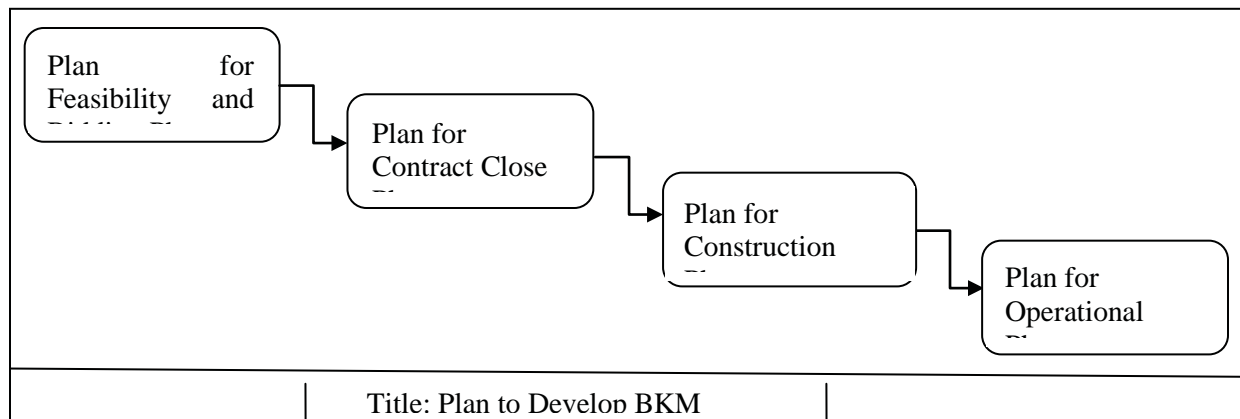 Plan for
Feasibility and
Plan for
Contract Close
Plan for
Construction
Plan for
Operational
Title: Plan to Develop BKM